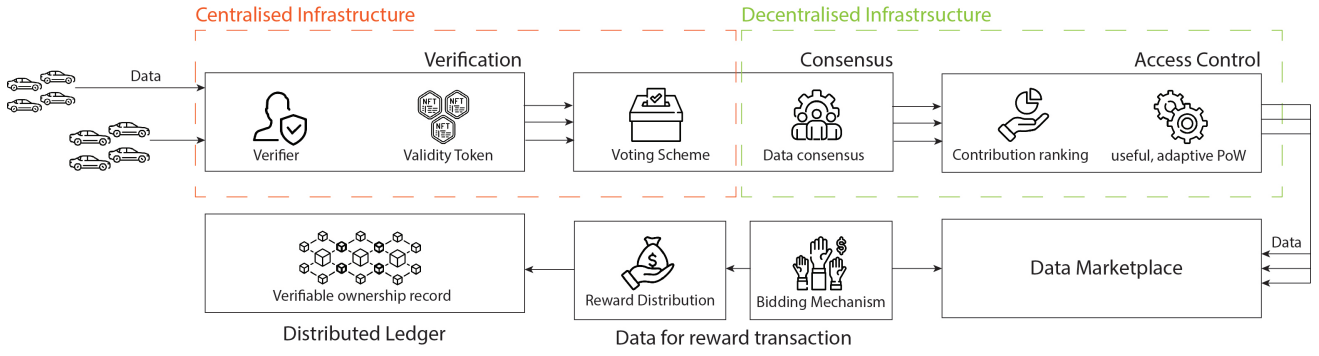 Centralised Infrastructure
Decentralised Infrastrsucture
Verification
Consensus
Access Control
Data
NFT NFT
NFT
Verifier
Validity Token
Voting Scheme
Data consensus
Contribution ranking
useful, adaptive PoW
Data
Verifiable ownership record
Reward Distribution
Bidding Mechanism
Data Marketplace
Distributed Ledger
Data for reward transaction